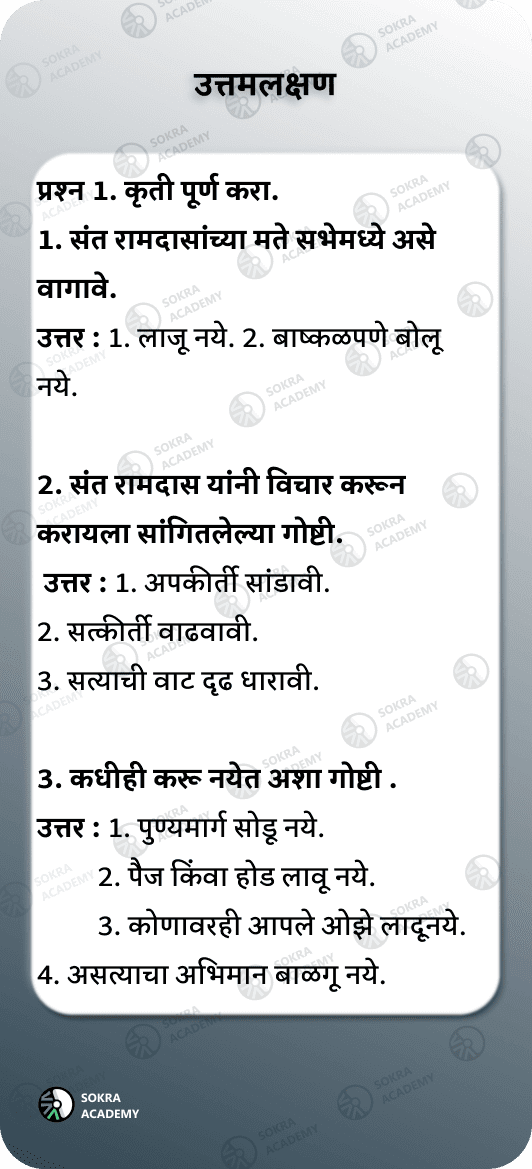 उत्तमलक्षण
प्रश्न 1. कृती पूर्ण करा.
1. संत रामदासांच्या मते सभेमध्ये असे
वागावे.
उत्तर : 1. लाजू नये. 2. बाष्कळपणे बोलू
नये.
2. संत रामदास यांनी विचार करून
करायला सांगितलेल्या गोष्टी.
उत्तर : 1. अपकीर्ती सांडावी.
2. सत्कीर्ती वाढवावी.
3. सत्याची वाट दृढ धारावी.
3. कधीही करू नयेत अशा गोष्टी .
उत्तर : 1. पुण्यमार्ग सोडू नये.
2. पैज किंवा होड लावू नये.
3. कोणावरही आपले ओझे लादूनये.
4. असत्याचा अभिमान बाळगू नये.
SOKRA
ACADEMY